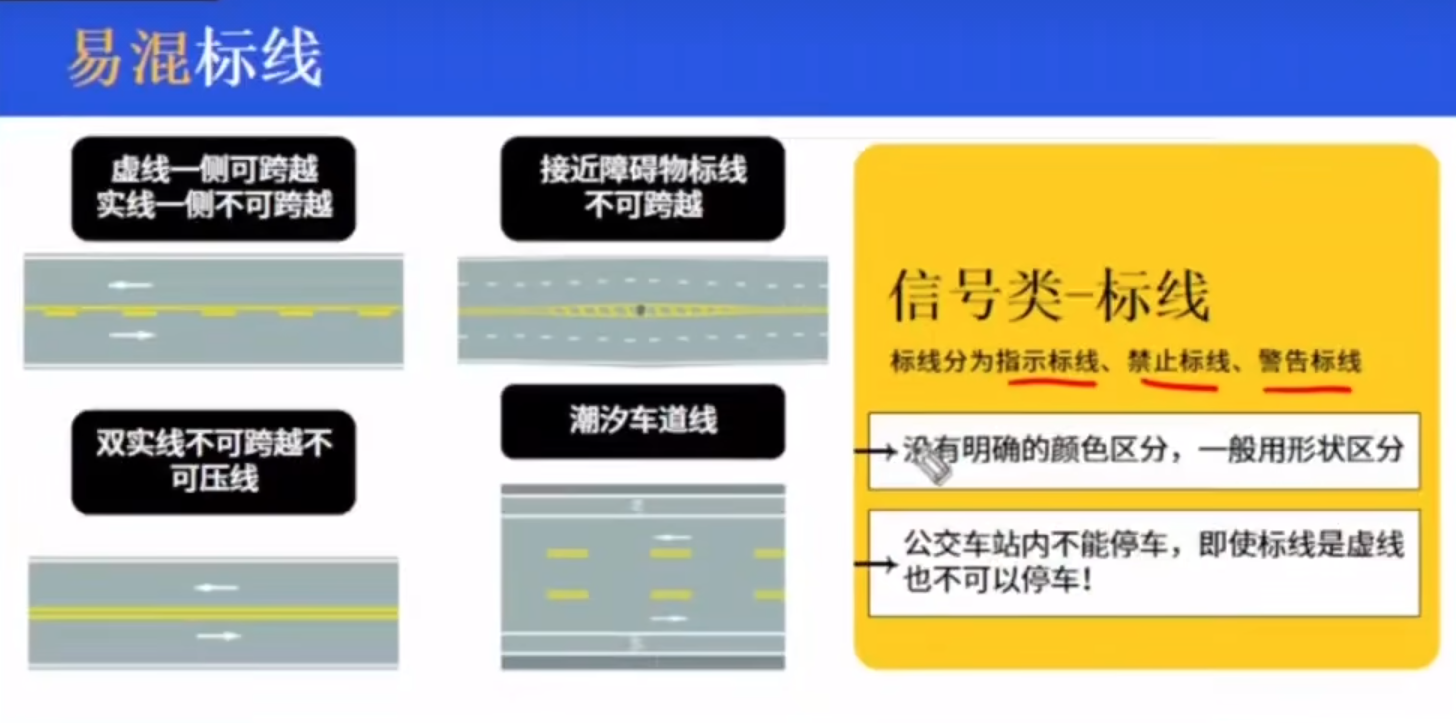 易混标线
虚线一侧可跨越
实线一侧不可跨越
接近障碍物标线
不可跨越
双实线不可跨越不
可压线
潮汐车道线
信号类-标线
标线分为指示标线、禁止标线、警告标线
没有明确的颜色区分，一般用形状区分
公交车站内不能停车，即使标线是虚线
也不可以停车！